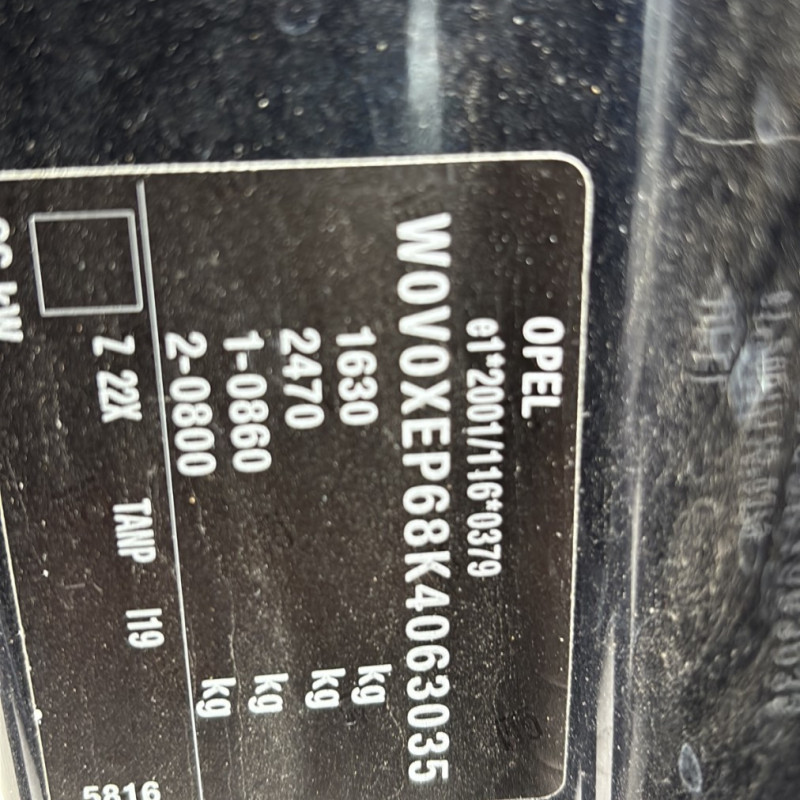 OPEL
e1*2001/116*0379
W0V0XEP68K4063035
1630 kg
2470 kg
1-0860 kg
2-0800 kg
Z 22X TANP I19
5816